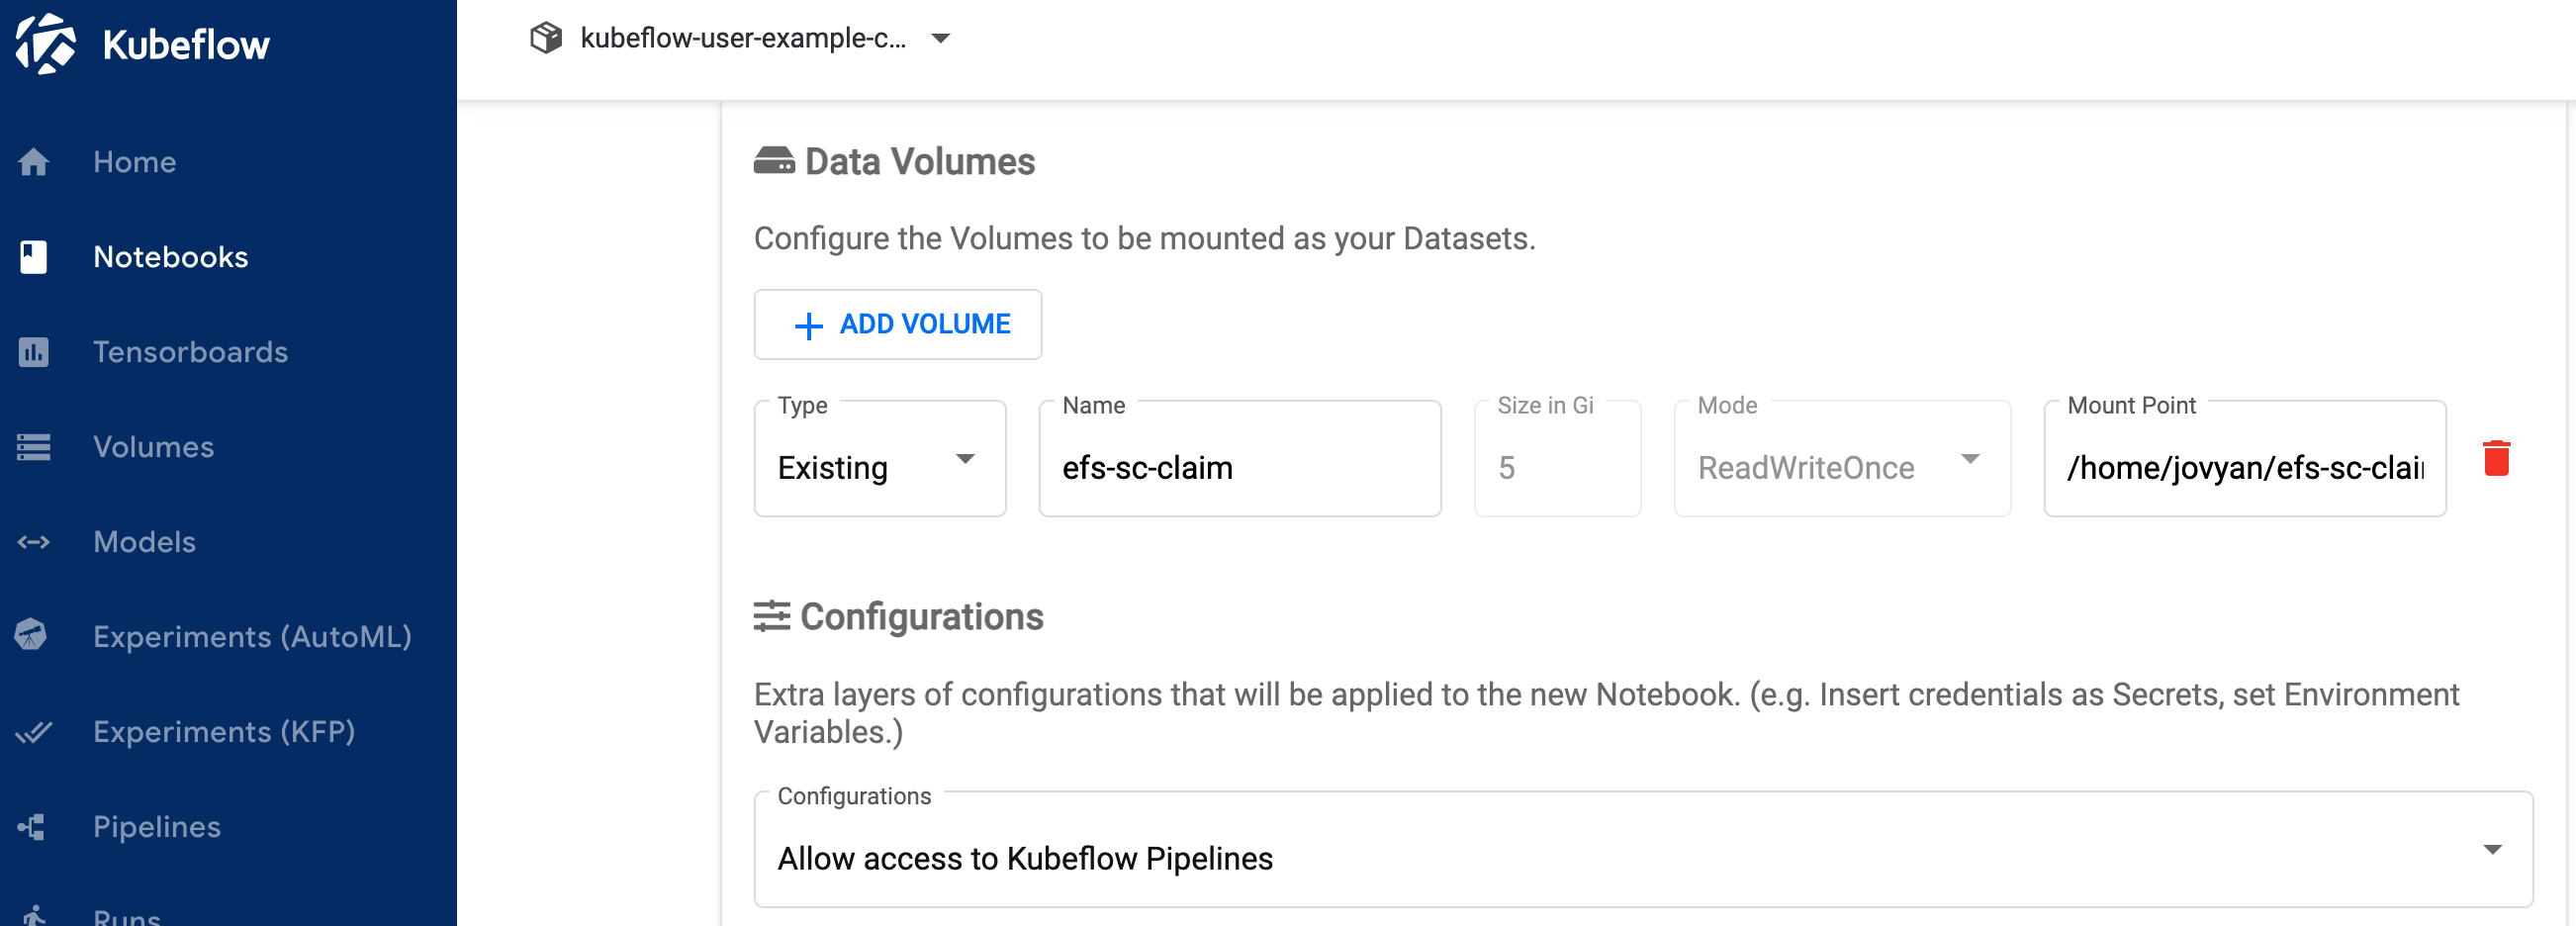 Kubeflow
kubeflow-user-example-c...
Home
Notebooks
Tensorboards
Volumes
Models
Experiments (AutoML)
Experiments (KFP)
Pipelines
Runs
Data Volumes
Configure the Volumes to be mounted as your Datasets.
ADD VOLUME
Type
Existing
Name
efs-sc-claim
Size in Gi
5
Mode
ReadWriteOnce
Mount Point
/home/jovyan/efs-sc-clai
Configurations
Extra layers of configurations that will be applied to the new Notebook. (e.g. Insert credentials as Secrets, set Environment
Variables.)
Configurations
Allow access to Kubeflow Pipelines